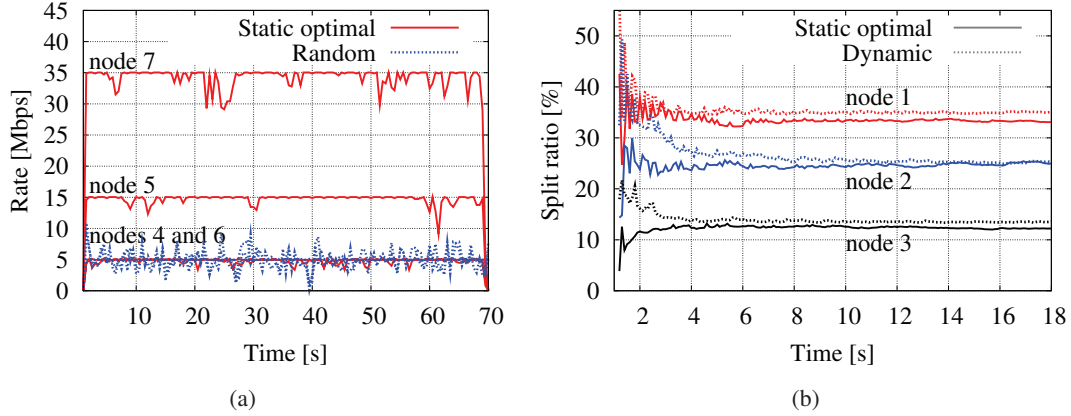 45
40
35
30
25
20
15
10
5
0
Rate [Mbps]
Static optimal
Random
node 7
node 5
nodes 4 and 6
10 20 30 40 50 60 70
Time [s]
(a)
50
40
30
20
10
0
Split ratio [%]
Static optimal
Dynamic
node 1
node 2
node 3
2 4 6 8 10 12 14 16 18
Time [s]
(b)